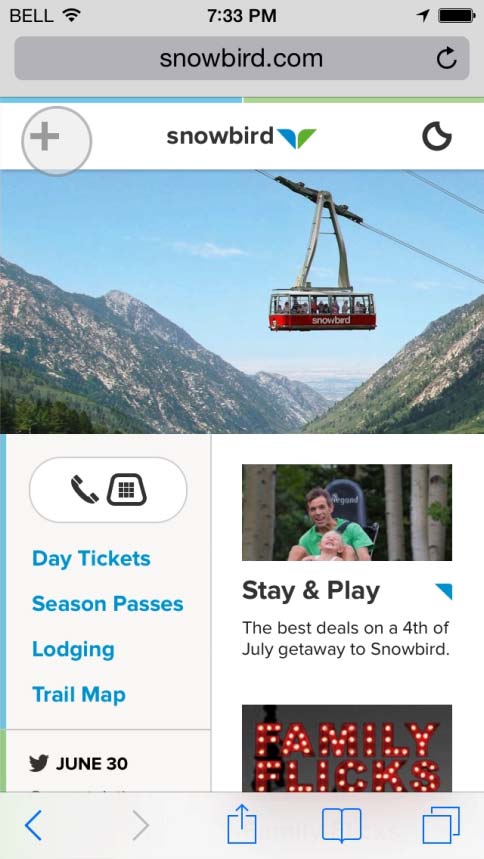 BELL 7:33 PM
snowbird.com
snowbird
snowbird
Day Tickets
Season Passes
Lodging
Trail Map
JUNE 30
Stay & Play
The best deals on a 4th of
July getaway to Snowbird.
FAMILY
FLICKS